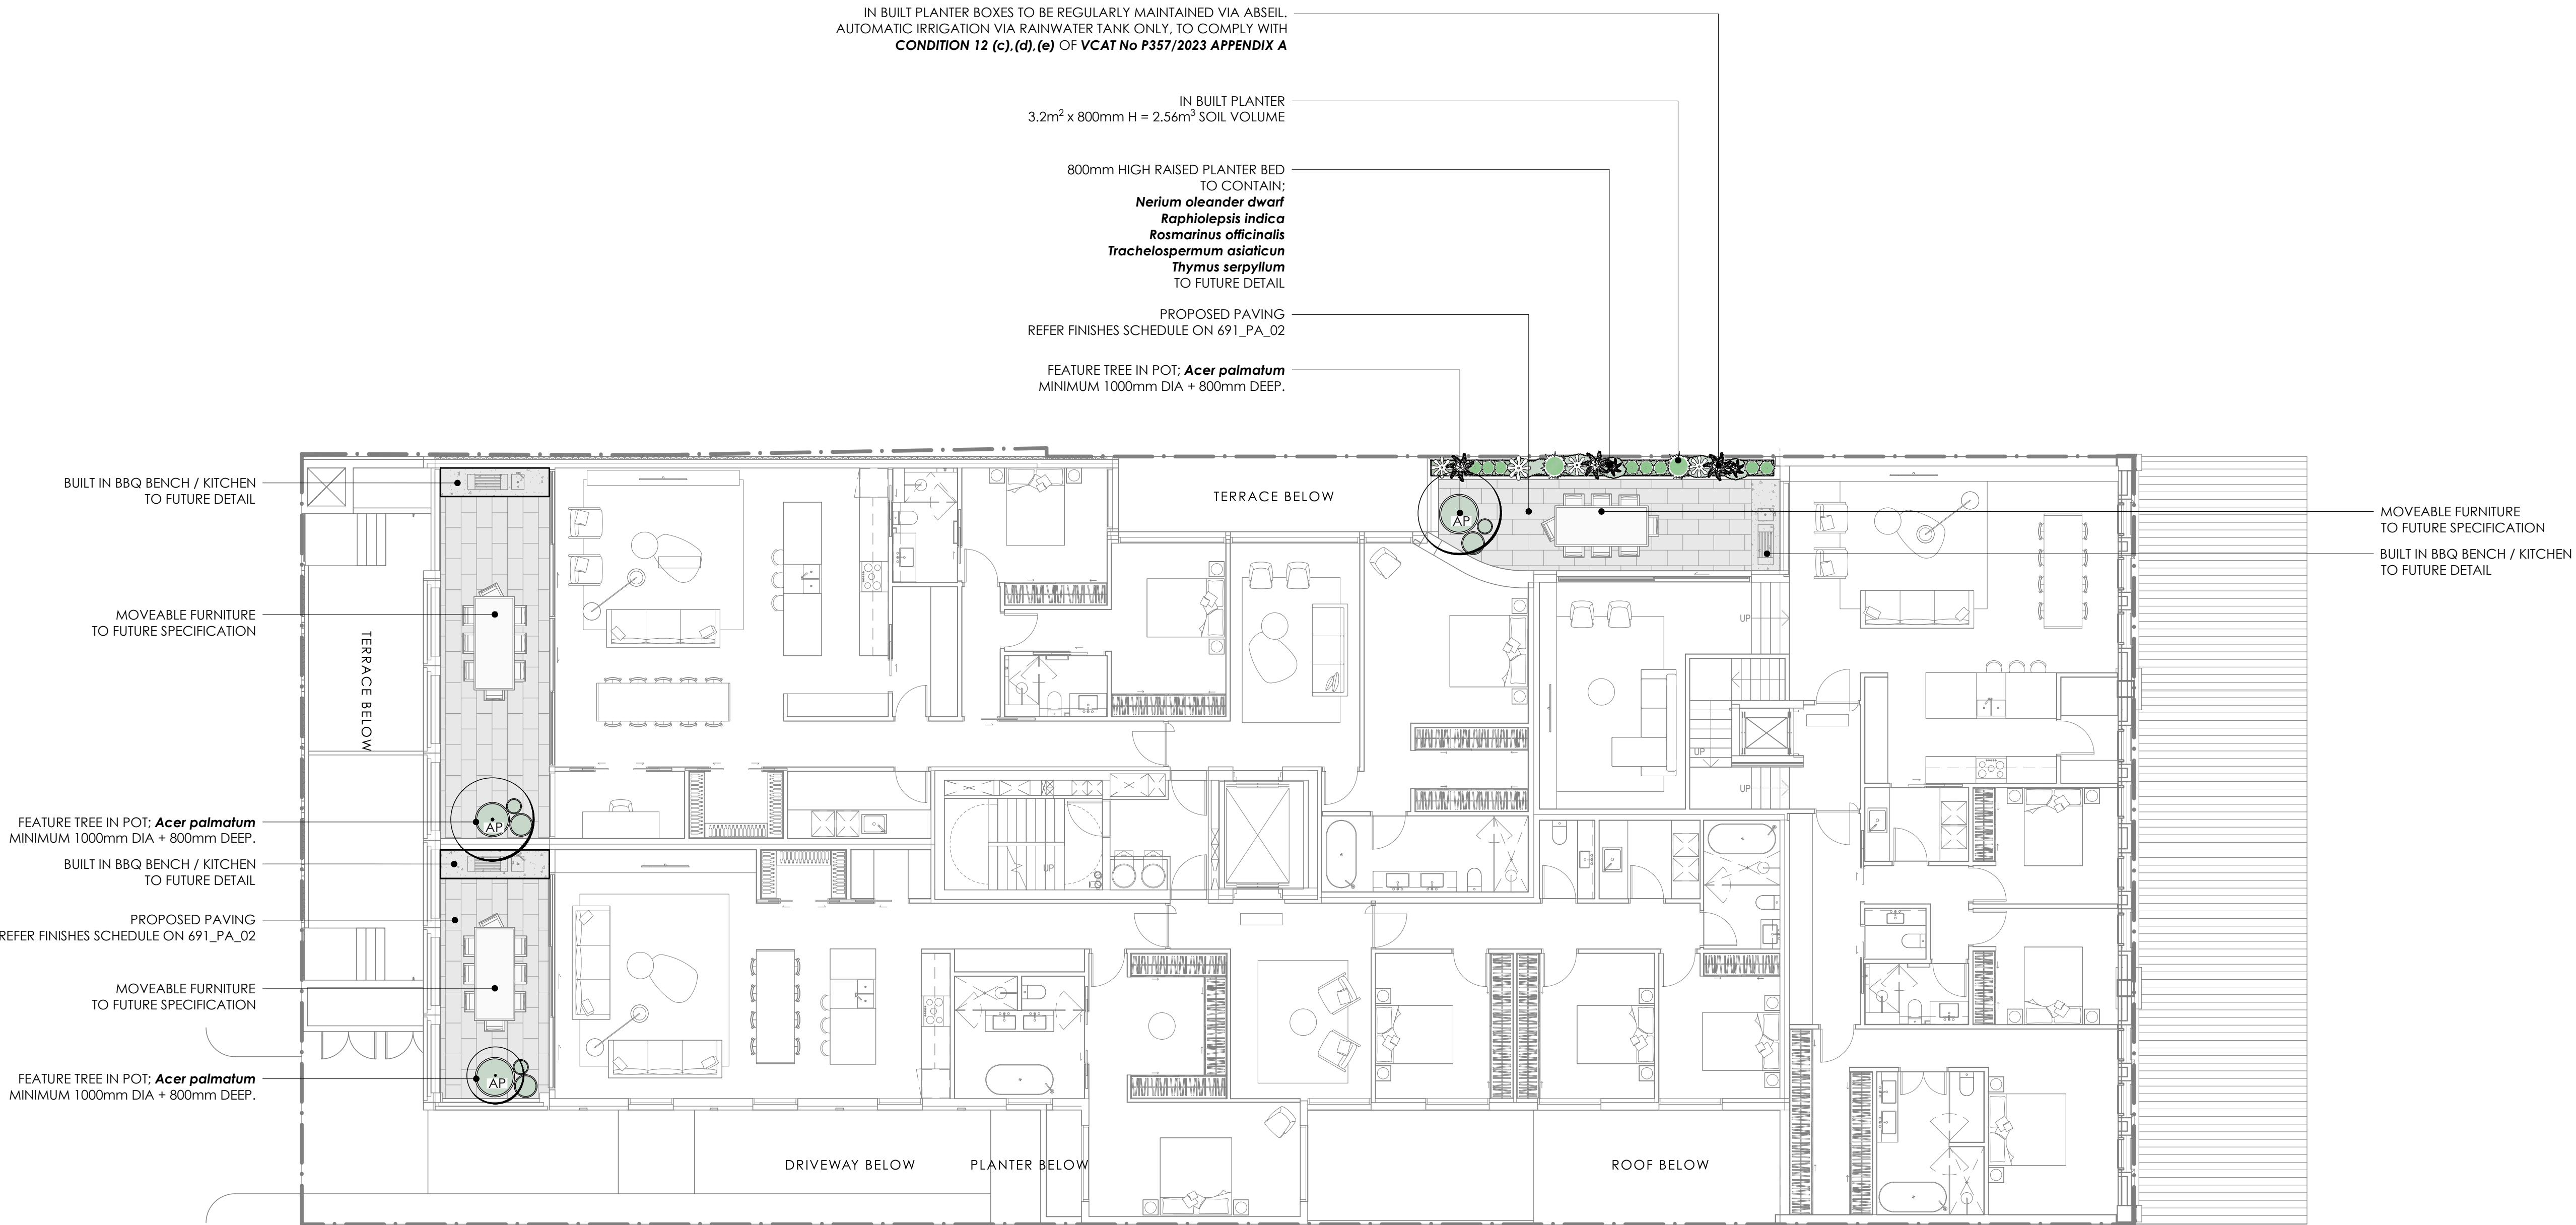 IN BUILT PLANTER BOXES TO BE REGULARLY MAINTAINED VIA ABSEIL.
AUTOMATIC IRRIGATION VIA RAINWATER TANK ONLY, TO COMPLY WITH
CONDITION 12 (c),(d),(e) OF VCAT No P357/2023 APPENDIX A
IN BUILT PLANTER
3.2m² x 800mm H = 2.56m³ SOIL VOLUME
800mm HIGH RAISED PLANTER BED
TO CONTAIN;
Nerium oleander dwarf
Raphiolepsis indica
Rosmarinus officinalis
Trachelospermum asiaticun
Thymus serpyllum
TO FUTURE DETAIL
PROPOSED PAVING
REFER FINISHES SCHEDULE ON 691_PA_02
FEATURE TREE IN POT; Acer palmatum
MINIMUM 1000mm DIA + 800mm DEEP.
BUILT IN BBQ BENCH / KITCHEN
TO FUTURE DETAIL
MOVEABLE FURNITURE
TO FUTURE SPECIFICATION
FEATURE TREE IN POT; Acer palmatum
MINIMUM 1000mm DIA + 800mm DEEP.
BUILT IN BBQ BENCH / KITCHEN
TO FUTURE DETAIL
PROPOSED PAVING
REFER FINISHES SCHEDULE ON 691_PA_02
MOVEABLE FURNITURE
TO FUTURE SPECIFICATION
FEATURE TREE IN POT; Acer palmatum
MINIMUM 1000mm DIA + 800mm DEEP.
TERRACE BELOW
TERRACE BELOW
AP
AP
AP
MOVEABLE FURNITURE
TO FUTURE SPECIFICATION
BUILT IN BBQ BENCH / KITCHEN
TO FUTURE DETAIL
UP
UP
UP
UP
DRIVEWAY BELOW
PLANTER BELOW
ROOF BELOW